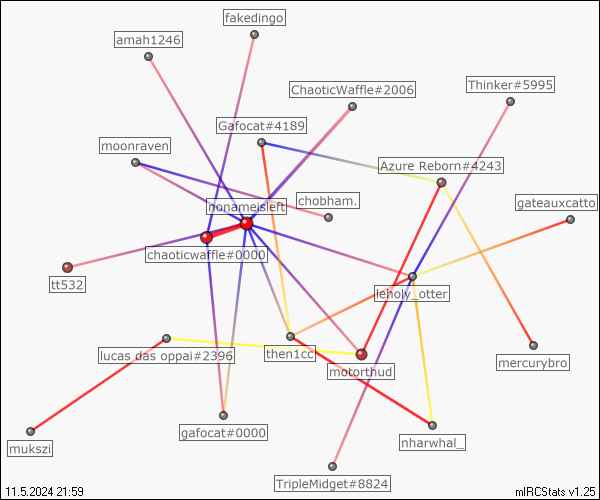 fakedingo
amah1246
ChaoticWaffle#2006
Thinker#5995
Gafocat#4189
moonraven
Azure Reborn#4243
chobham.
gateauxcatto
nonameisleft
chaoticwaffle#0000
tt532
leholy_otter
lucas das oppai#2396
then1cc
motorthud
mercurybro
gafocat#0000
nharwhal_
mukszi
TripleMidget#8824
11.5.2024 21:59
mIRCStats v1.25